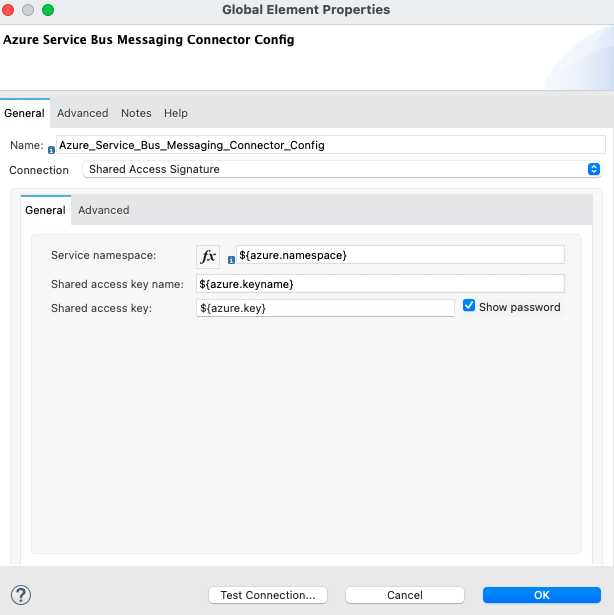 Global Element Properties
Azure Service Bus Messaging Connector Config
General Advanced Notes Help
Name: Azure_Service_Bus_Messaging_Connector_Config
Connection Shared Access Signature
General Advanced
Service namespace: fx ${azure.namespace}
Shared access key name: ${azure.keyname}
Shared access key: ${azure.key} Show password
? Test Connection... Cancel OK